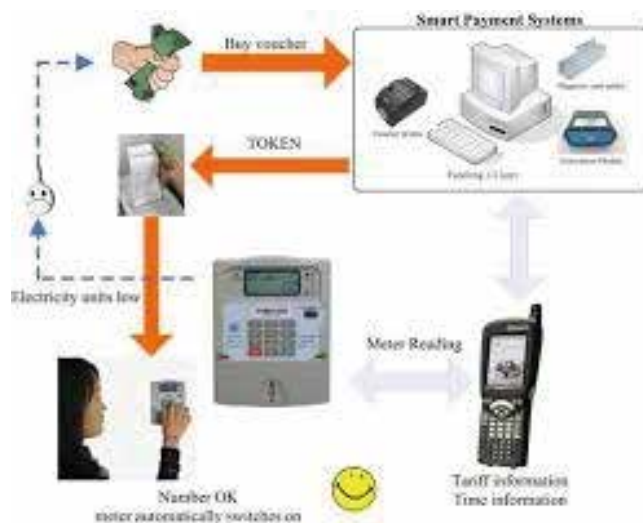 Smart Payment Systems
Buy voucher
TOKEN
Electricity units low
Meter Reading
Number OK
meter automatically switches on
Tariff information
Time information